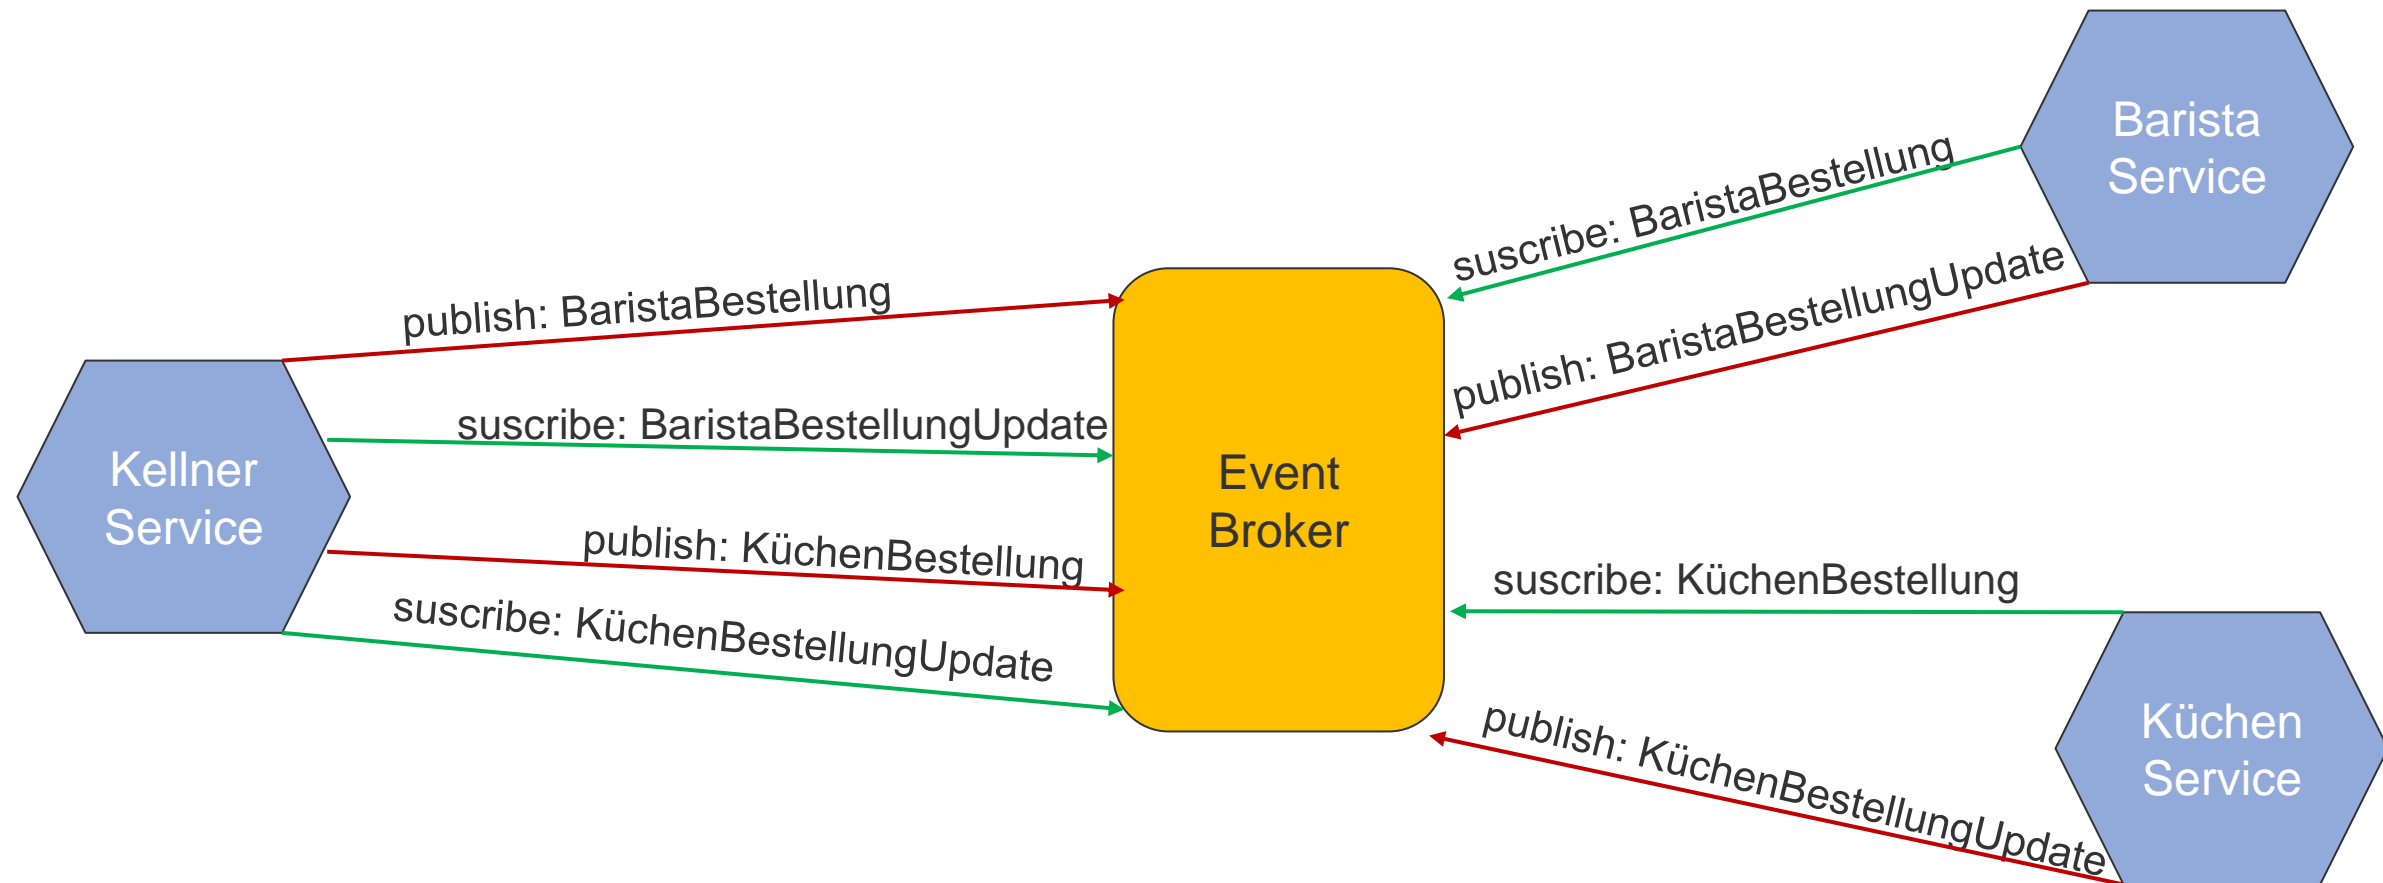 Barista
Service
suscribe: BaristaBestellung
publish: BaristaBestellungUpdate
publish: BaristaBestellung
suscribe: BaristaBestellungUpdate
Kellner
Service
publish: KüchenBestellung
suscribe: KüchenBestellungUpdate
Event
Broker
suscribe: KüchenBestellung
publish: KüchenBestellungUpdate
Küchen
Service